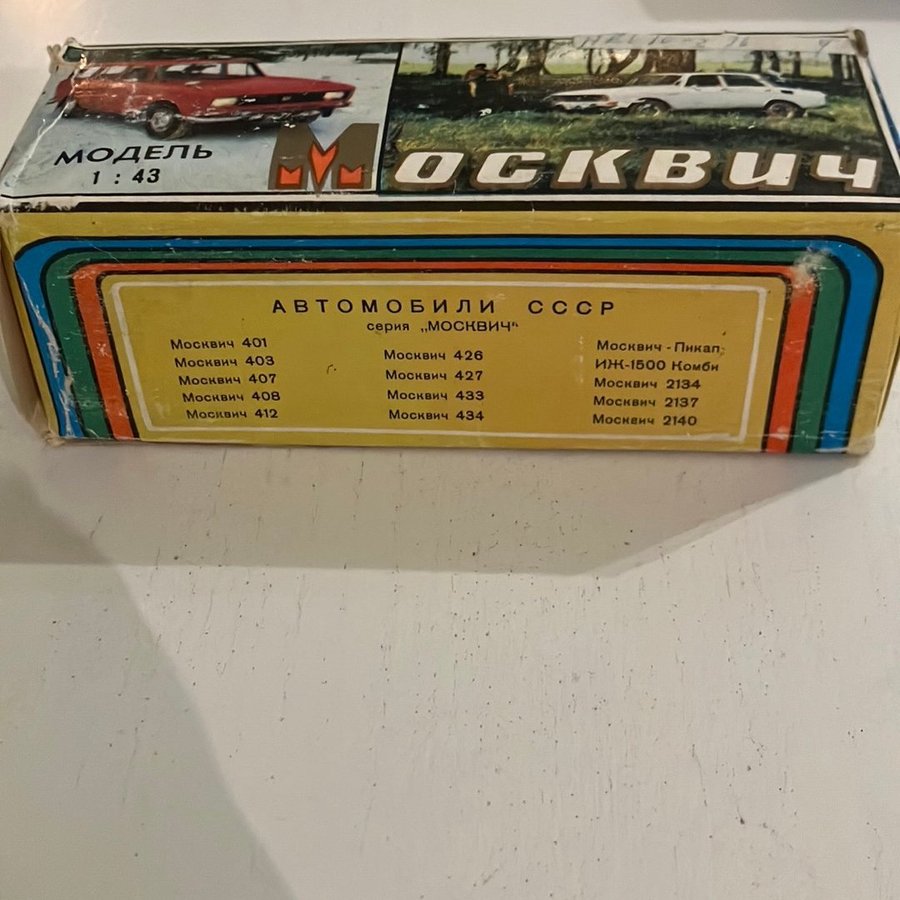 МОДЕЛЬ
1 : 43
МОСКВИЧ
АВТОМОБИЛИ СССР
серия „МОСКВИЧ“
Москвич 401
Москвич 403
Москвич 407
Москвич 408
Москвич 412
Москвич 426
Москвич 427
Москвич 433
Москвич 434
Москвич - Пикап
ИЖ-1500 Комби
Москвич 2134
Москвич 2137
Москвич 2140